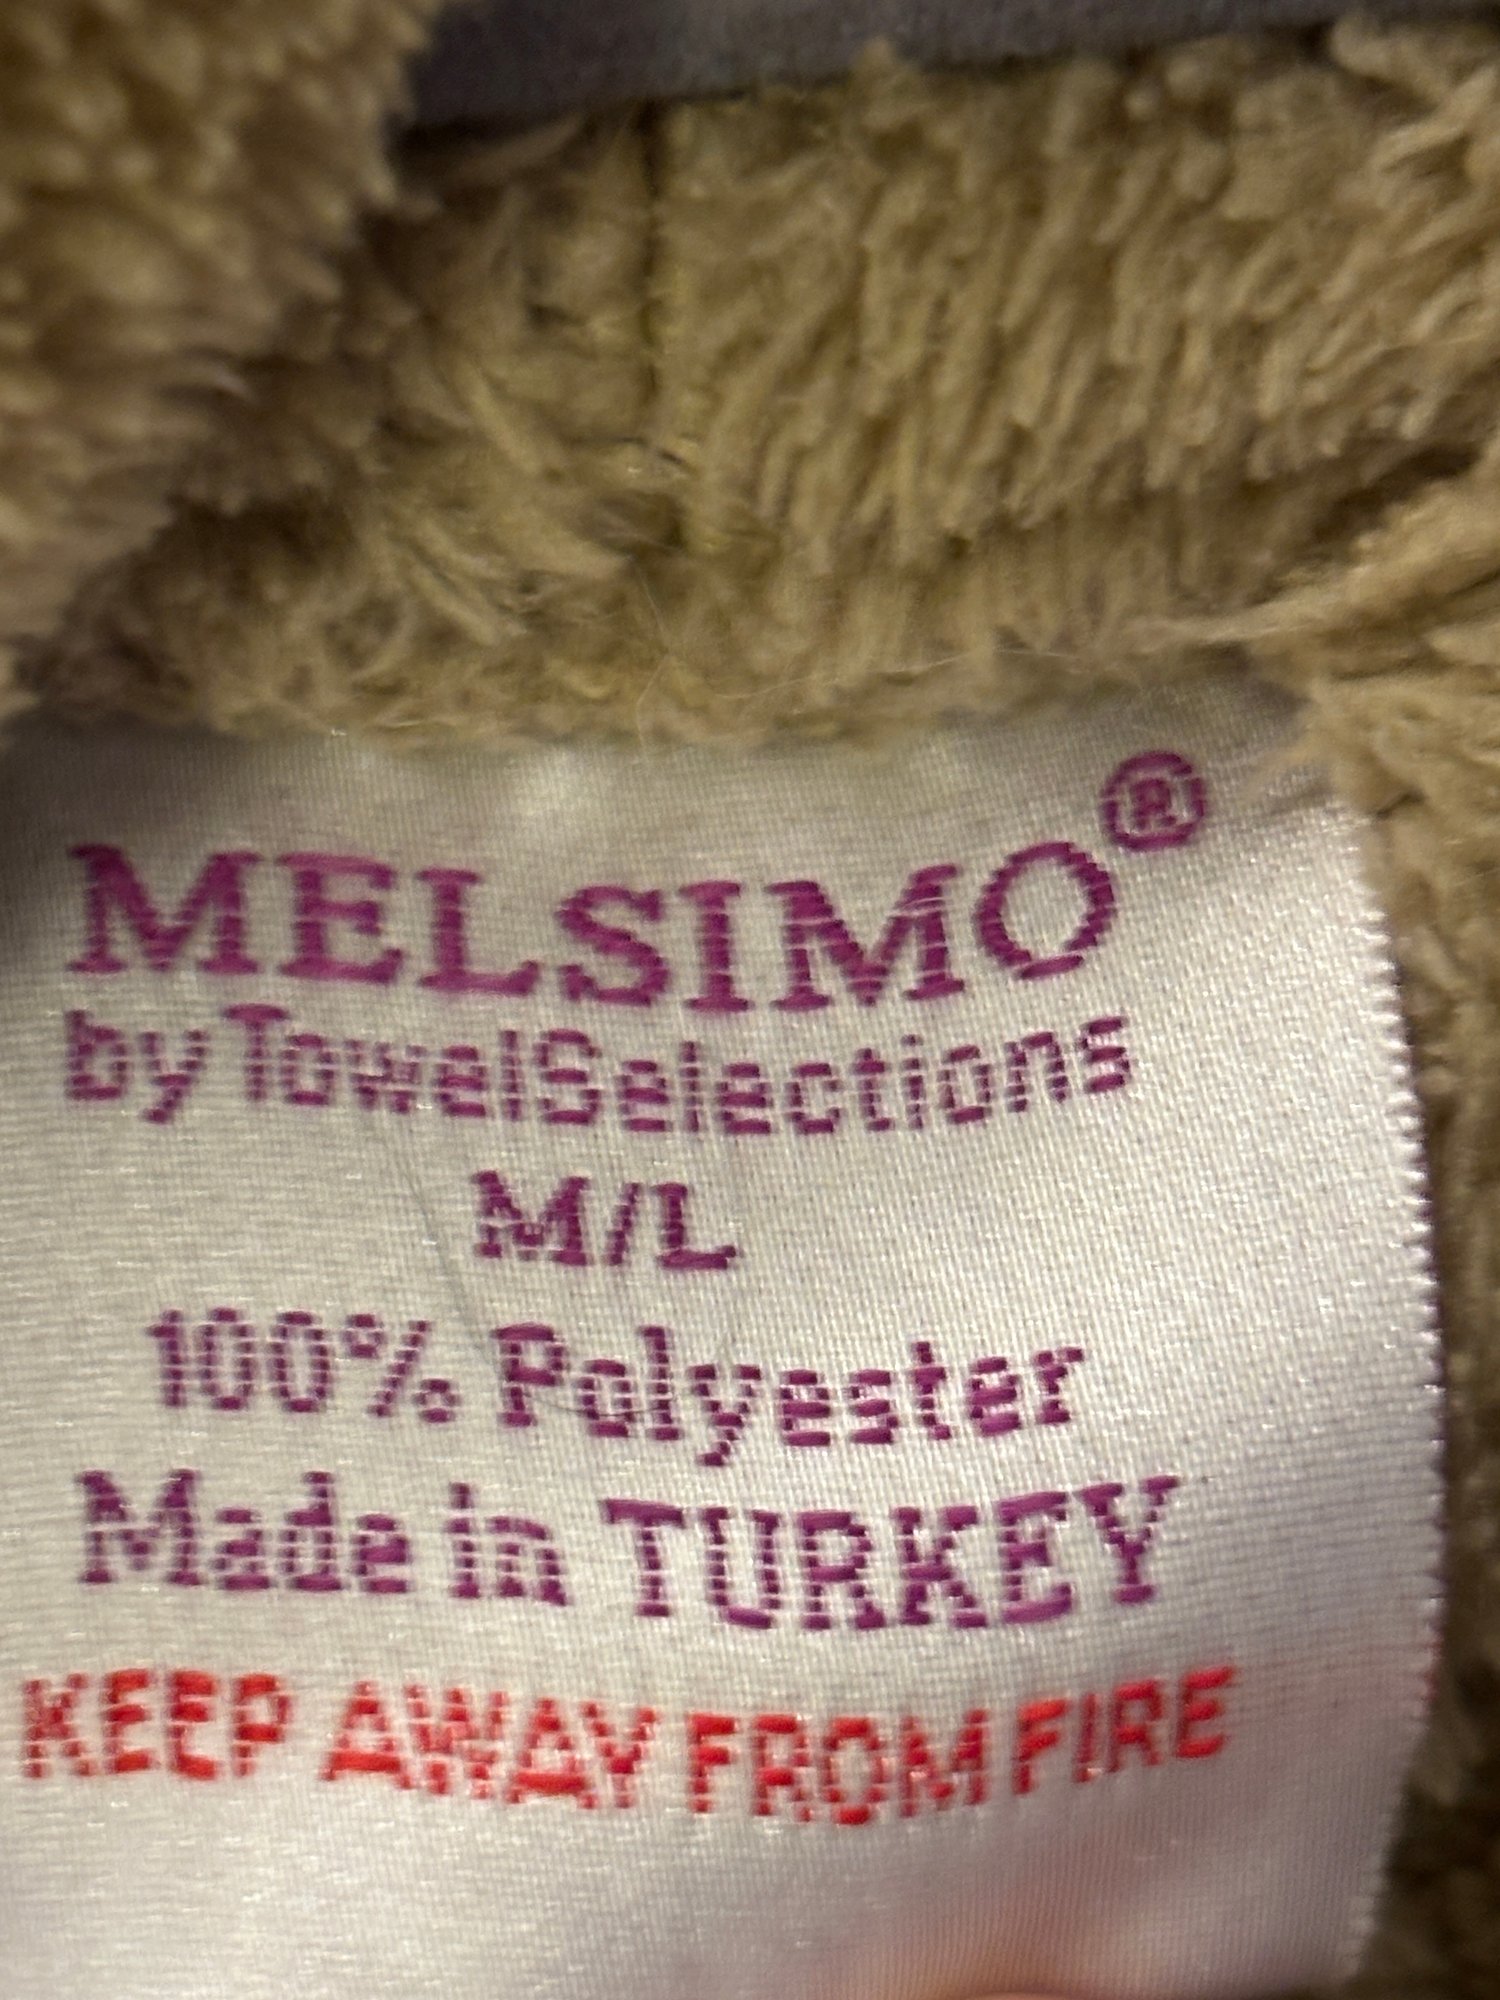 MELSIMO®
by TowelSelections
M/L
100% Polyester
Made in TURKEY
KEEP AWAY FROM FIRE